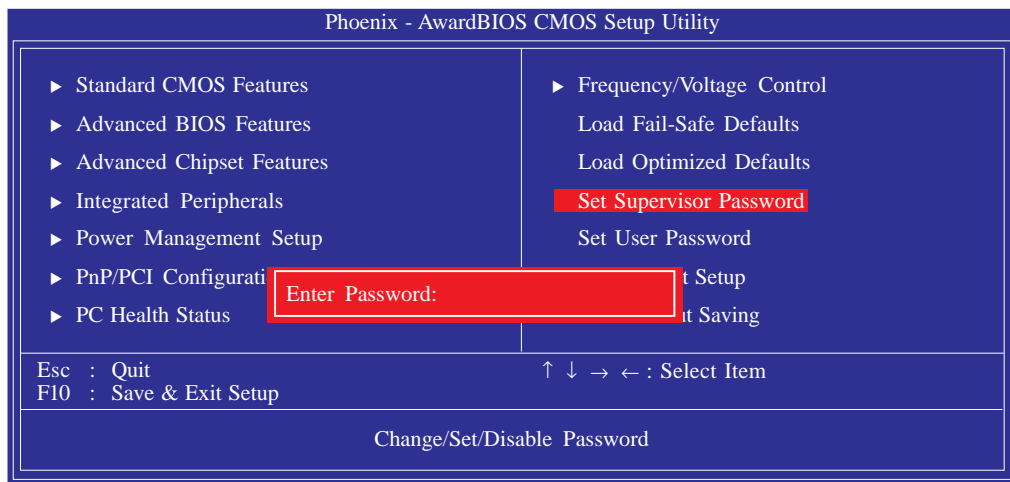 Phoenix - AwardBIOS CMOS Setup Utility
► Standard CMOS Features
► Advanced BIOS Features
► Advanced Chipset Features
► Integrated Peripherals
► Power Management Setup
► PnP/PCI Configurati
► PC Health Status
► Frequency/Voltage Control
Load Fail-Safe Defaults
Load Optimized Defaults
Set Supervisor Password
Set User Password
t Setup
ut Saving
Enter Password:
Esc : Quit
F10 : Save & Exit Setup
↑ ↓ → ← : Select Item
Change/Set/Disable Password